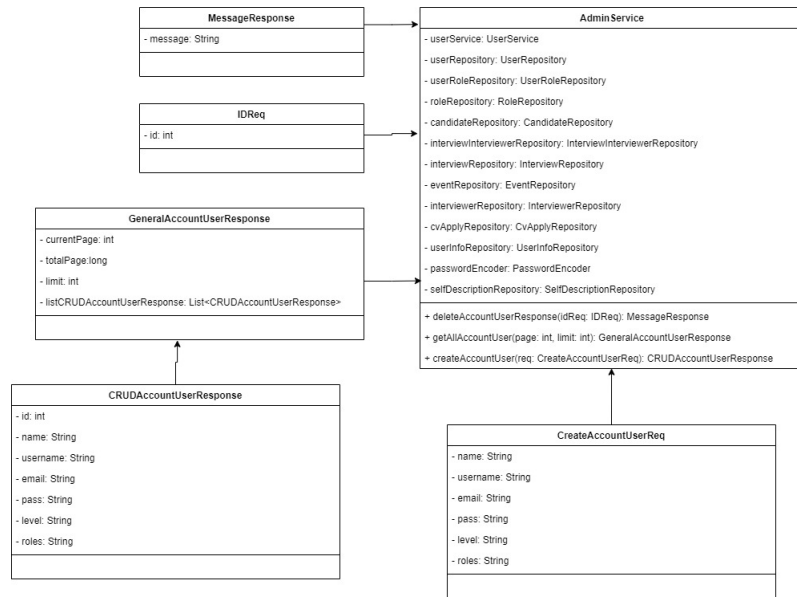 MessageResponse
- message: String
IDReq
- id: int
GeneralAccountUserResponse
- currentPage: int
- totalPage:long
- limit: int
- listCRUDAccountUserResponse: List<CRUDAccountUserResponse>
CRUDAccountUserResponse
- id: int
- name: String
- username: String
- email: String
- pass: String
- level: String
- roles: String
AdminService
- userService: UserService
- userRepository: UserRepository
- userRoleRepository: UserRoleRepository
- roleRepository: RoleRepository
- candidateRepository: CandidateRepository
- interviewInterviewerRepository: InterviewInterviewerRepository
- interviewRepository: InterviewRepository
- eventRepository: EventRepository
- interviewerRepository: InterviewerRepository
- cvApplyRepository: CvApplyRepository
- userInfoRepository: UserInfoRepository
- passwordEncoder: PasswordEncoder
- selfDescriptionRepository: SelfDescriptionRepository
+ deleteAccountUserResponse(idReq: IDReq): MessageResponse
+ getAllAccountUser(page: int, limit: int): GeneralAccountUserResponse
+ createAccountUser(req: CreateAccountUserReq): CRUDAccountUserResponse
CreateAccountUserReq
- name: String
- username: String
- email: String
- pass: String
- level: String
- roles: String